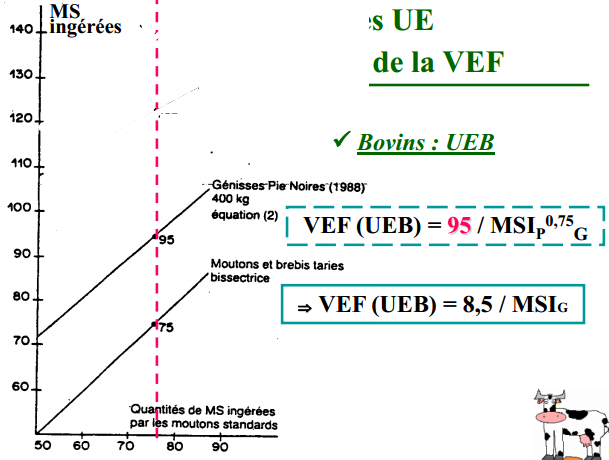 MS
ingérées
s UE
de la VEF
✓ Bovins : UEB
140
130
120
110
100
90
80
70
60
50 60 70 80 90
Génisses Pie Noires (1988)
400 kg
équation (2)
95
VEF (UEB) = 95 / MSIP0,75G
Moutons et brebis taries
bissectrice
75
⇒ VEF (UEB) = 8,5 / MSIG
Quantités de MS ingérées
par les moutons standards